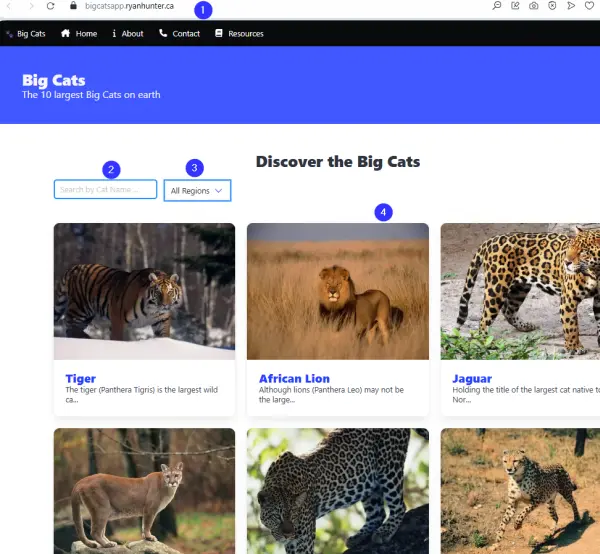 bigcatsapp.ryanhunter.ca
1
Big Cats Home About Contact Resources
Big Cats
The 10 largest Big Cats on earth
Discover the Big Cats
2
3
Search by Cat Name ...
All Regions
4
Tiger
The tiger (Panthera Tigris) is the largest wild
ca...
African Lion
Although lions (Panthera Leo) may not be
the large...
Jaguar
Holding the title of the largest cat native to
Nor...